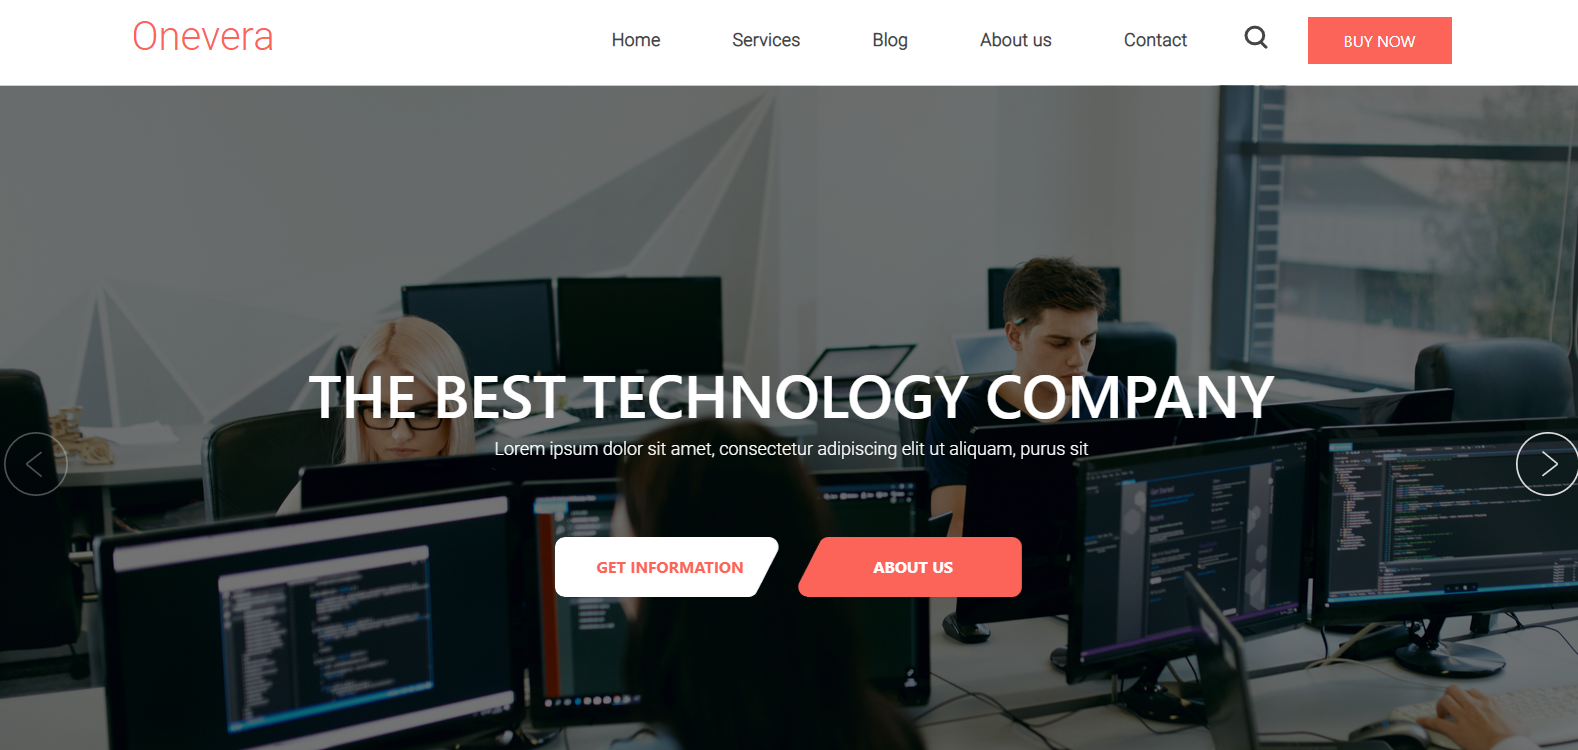 Onevera
Home Services Blog About us Contact BUY NOW
THE BEST TECHNOLOGY COMPANY
Lorem ipsum dolor sit amet, consectetur adipiscing elit ut aliquam, purus sit
GET INFORMATION ABOUT US